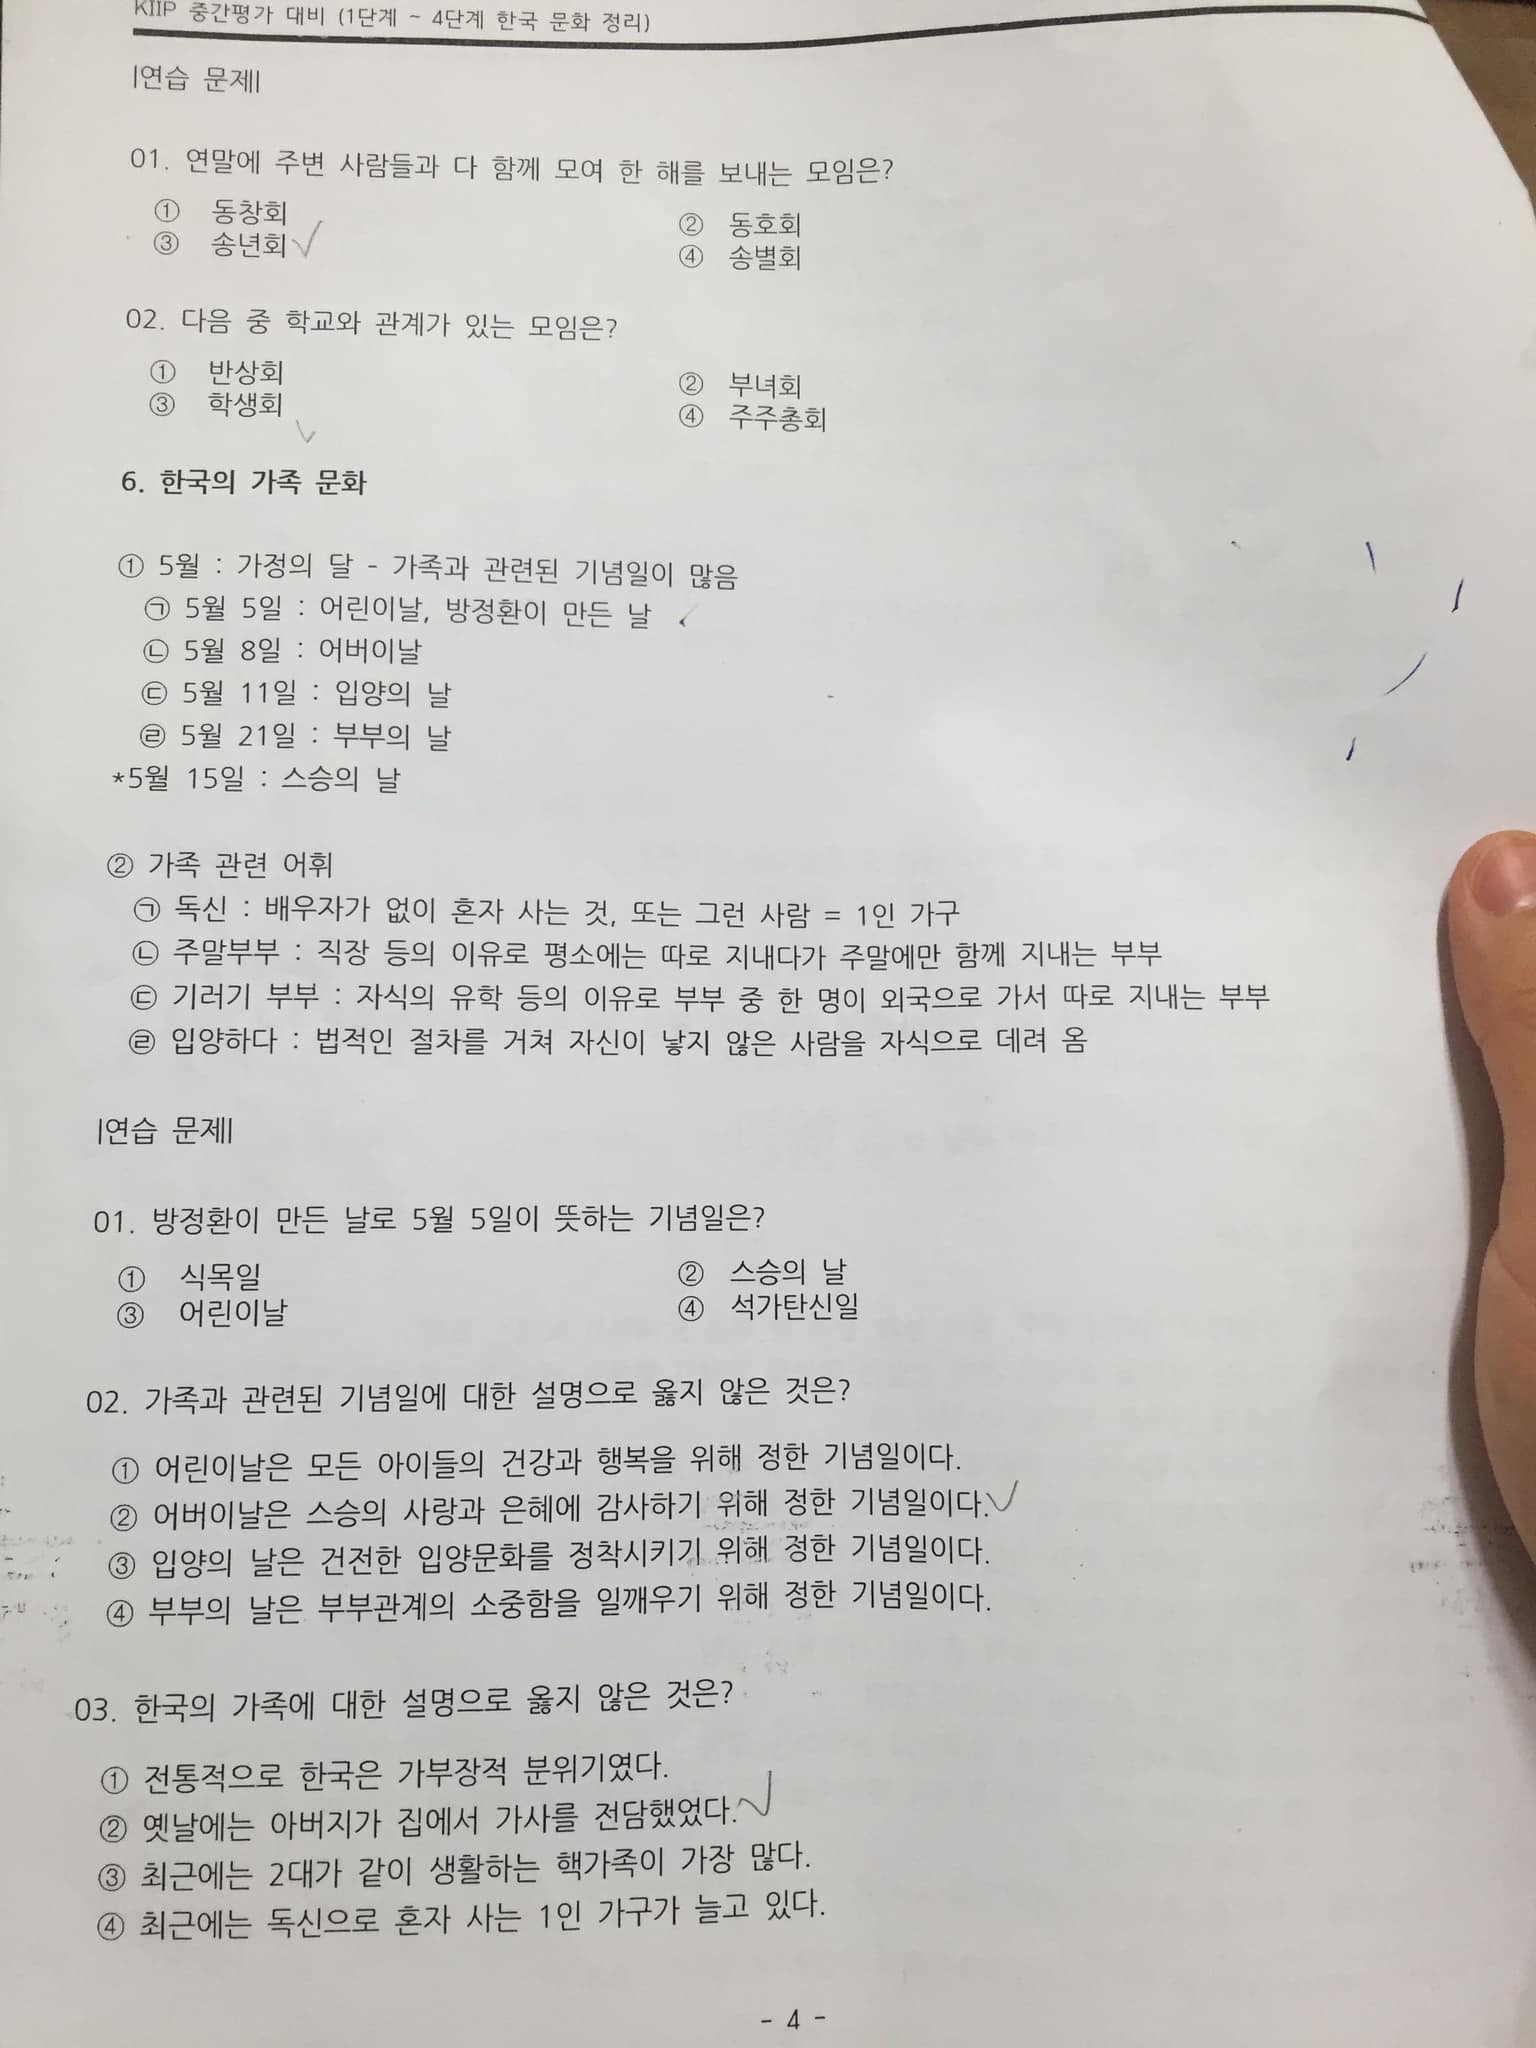 KIIP 중간평가 대비 (1단계 ~ 4단계 한국 문화 정리)
|연습 문제|
01. 연말에 주변 사람들과 다 함께 모여 한 해를 보내는 모임은?
① 동창회 ② 동호회
③ 송년회 ④ 송별회
02. 다음 중 학교와 관계가 있는 모임은?
① 반상회 ② 부녀회
③ 학생회 ④ 주주총회
6. 한국의 가족 문화
① 5월 : 가정의 달 - 가족과 관련된 기념일이 많음
㉠ 5월 5일 : 어린이날, 방정환이 만든 날
㉡ 5월 8일 : 어버이날
㉢ 5월 11일 : 입양의 날
㉣ 5월 21일 : 부부의 날
*5월 15일 : 스승의 날
② 가족 관련 어휘
㉠ 독신 : 배우자가 없이 혼자 사는 것, 또는 그런 사람 = 1인 가구
㉡ 주말부부 : 직장 등의 이유로 평소에는 따로 지내다가 주말에만 함께 지내는 부부
㉢ 기러기 부부 : 자식의 유학 등의 이유로 부부 중 한 명이 외국으로 가서 따로 지내는 부부
㉣ 입양하다 : 법적인 절차를 거쳐 자신이 낳지 않은 사람을 자식으로 데려 옴
|연습 문제|
01. 방정환이 만든 날로 5월 5일이 뜻하는 기념일은?
① 식목일 ② 스승의 날
③ 어린이날 ④ 석가탄신일
02. 가족과 관련된 기념일에 대한 설명으로 옳지 않은 것은?
① 어린이날은 모든 아이들의 건강과 행복을 위해 정한 기념일이다.
② 어버이날은 스승의 사랑과 은혜에 감사하기 위해 정한 기념일이다.
③ 입양의 날은 건전한 입양문화를 정착시키기 위해 정한 기념일이다.
④ 부부의 날은 부부관계의 소중함을 일깨우기 위해 정한 기념일이다.
03. 한국의 가족에 대한 설명으로 옳지 않은 것은?
① 전통적으로 한국은 가부장적 분위기였다.
② 옛날에는 아버지가 집에서 가사를 전담했었다.
③ 최근에는 2대가 같이 생활하는 핵가족이 가장 많다.
④ 최근에는 독신으로 혼자 사는 1인 가구가 늘고 있다.
- 4 -